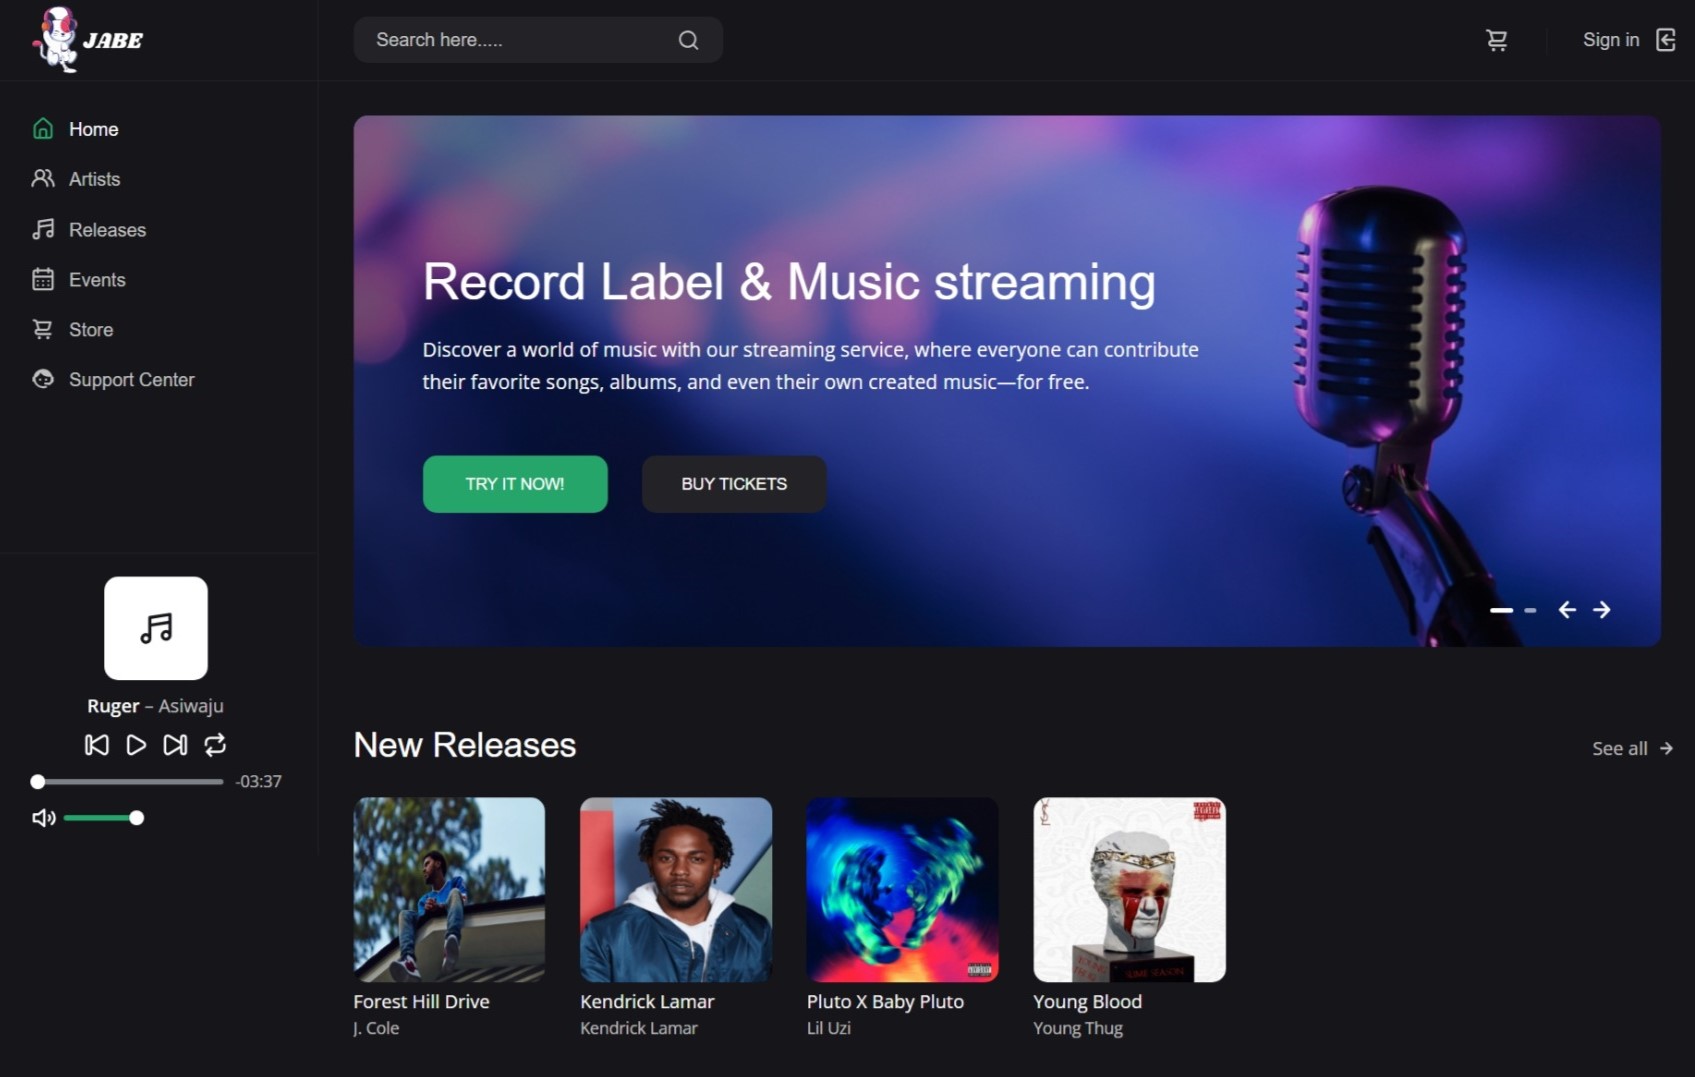 JABE
Search here.....
Sign in
Home
Artists
Releases
Events
Store
Support Center
Record Label & Music streaming
Discover a world of music with our streaming service, where everyone can contribute
their favorite songs, albums, and even their own created music—for free.
TRY IT NOW!
BUY TICKETS
Ruger – Asiwaju
-03:37
New Releases
See all
Forest Hill Drive
J. Cole
Kendrick Lamar
Kendrick Lamar
Pluto X Baby Pluto
Lil Uzi
Young Blood
Young Thug